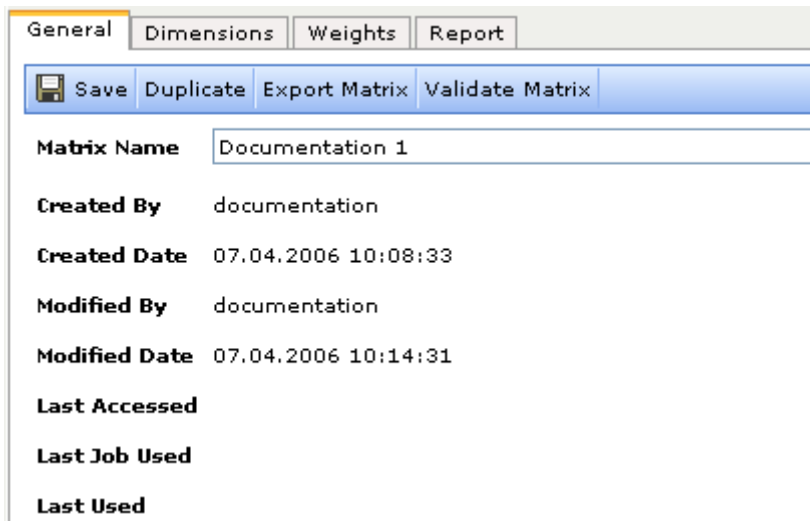 General Dimensions Weights Report
Save Duplicate Export Matrix Validate Matrix
Matrix Name Documentation 1
Created By documentation
Created Date 07.04.2006 10:08:33
Modified By documentation
Modified Date 07.04.2006 10:14:31
Last Accessed
Last Job Used
Last Used